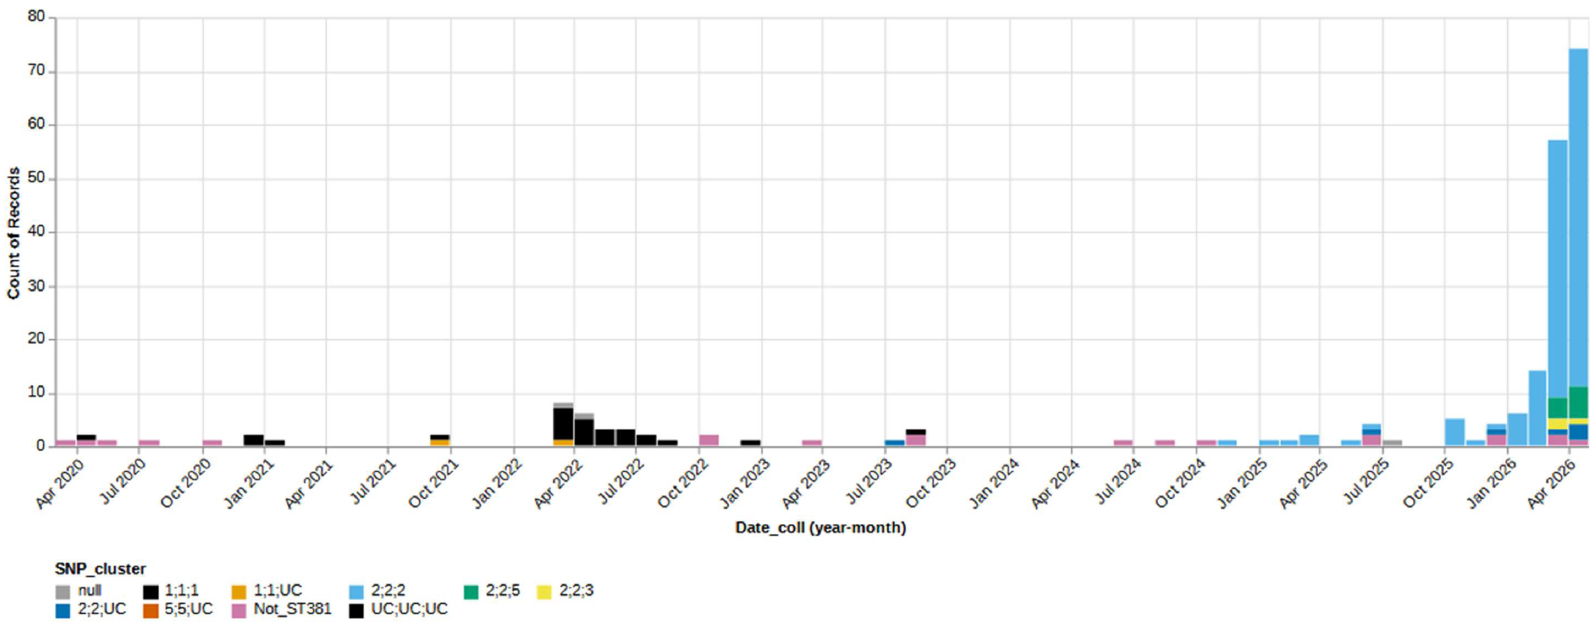 80
70
60
50
40
30
20
10
0
Count of Records
Apr 2020
Jul 2020
Oct 2020
Jan 2021
Apr 2021
Jul 2021
Oct 2021
Jan 2022
Apr 2022
Jul 2022
Oct 2022
Jan 2023
Apr 2023
Jul 2023
Oct 2023
Jan 2024
Apr 2024
Jul 2024
Oct 2024
Jan 2025
Apr 2025
Jul 2025
Oct 2025
Jan 2026
Apr 2026
Date_coll (year-month)
SNP_cluster
null 1;1;1 1;1;UC 2;2;2 2;2;5 2;2;3
2;2;UC 5;5;UC Not_ST381 UC;UC;UC